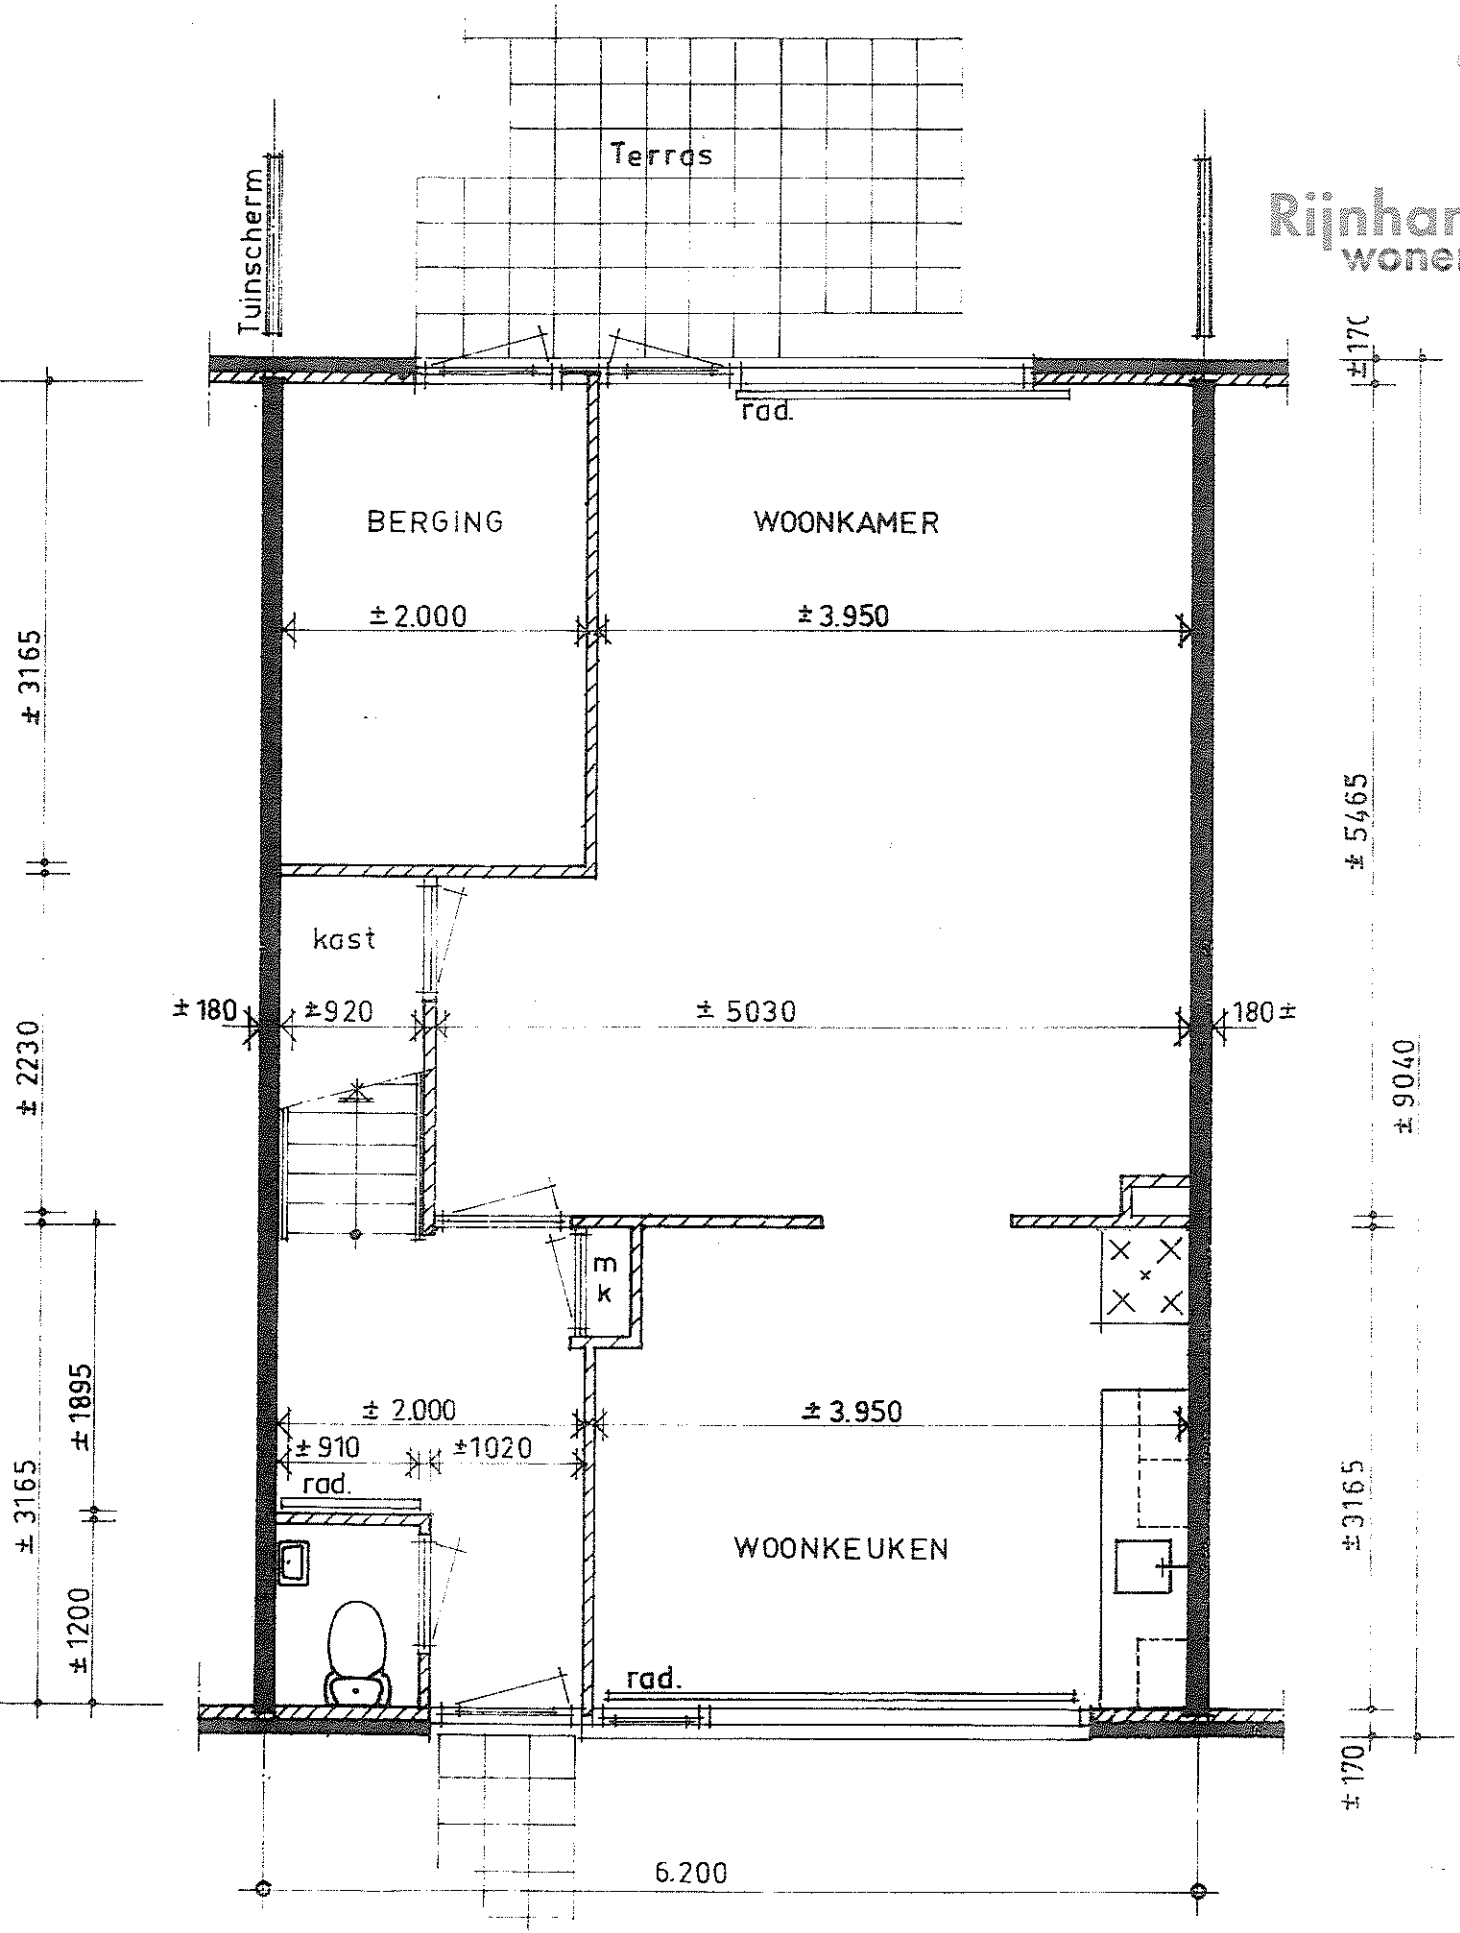 Terras
Tuinscherm
Rijnhar
wonen
±170
rad.
BERGiNG
WOONKAMER
±2.000
±3.950
±3165
±5465
kast
±180
±920
±5030
180±
±2230
±9040
m
k
±1895
±2.000
±3.950
±910
±1020
rad.
±3165
±3165
WOONKEUKEN
±1200
rad.
±170
6.200